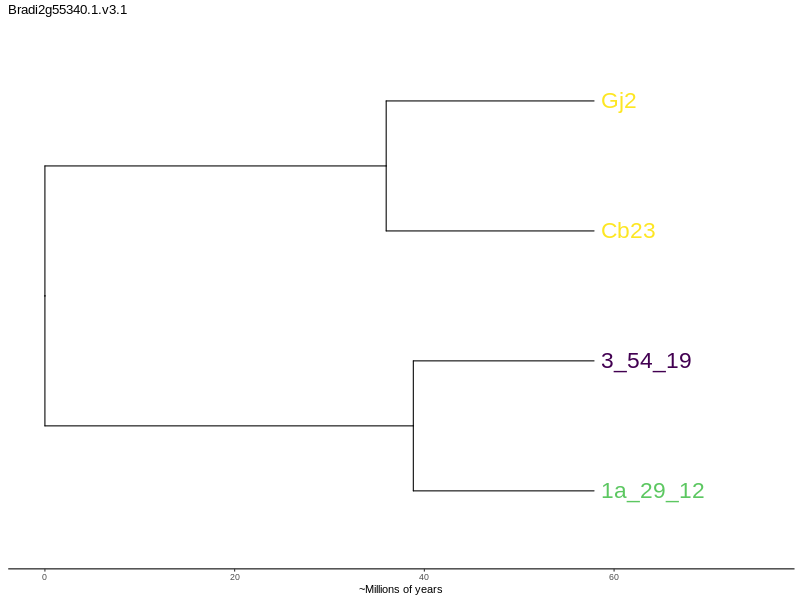 Bradi2g55340.1.v3.1
Gj2
Cb23
3_54_19
1a_29_12
0 20 40 60
~Millions of years